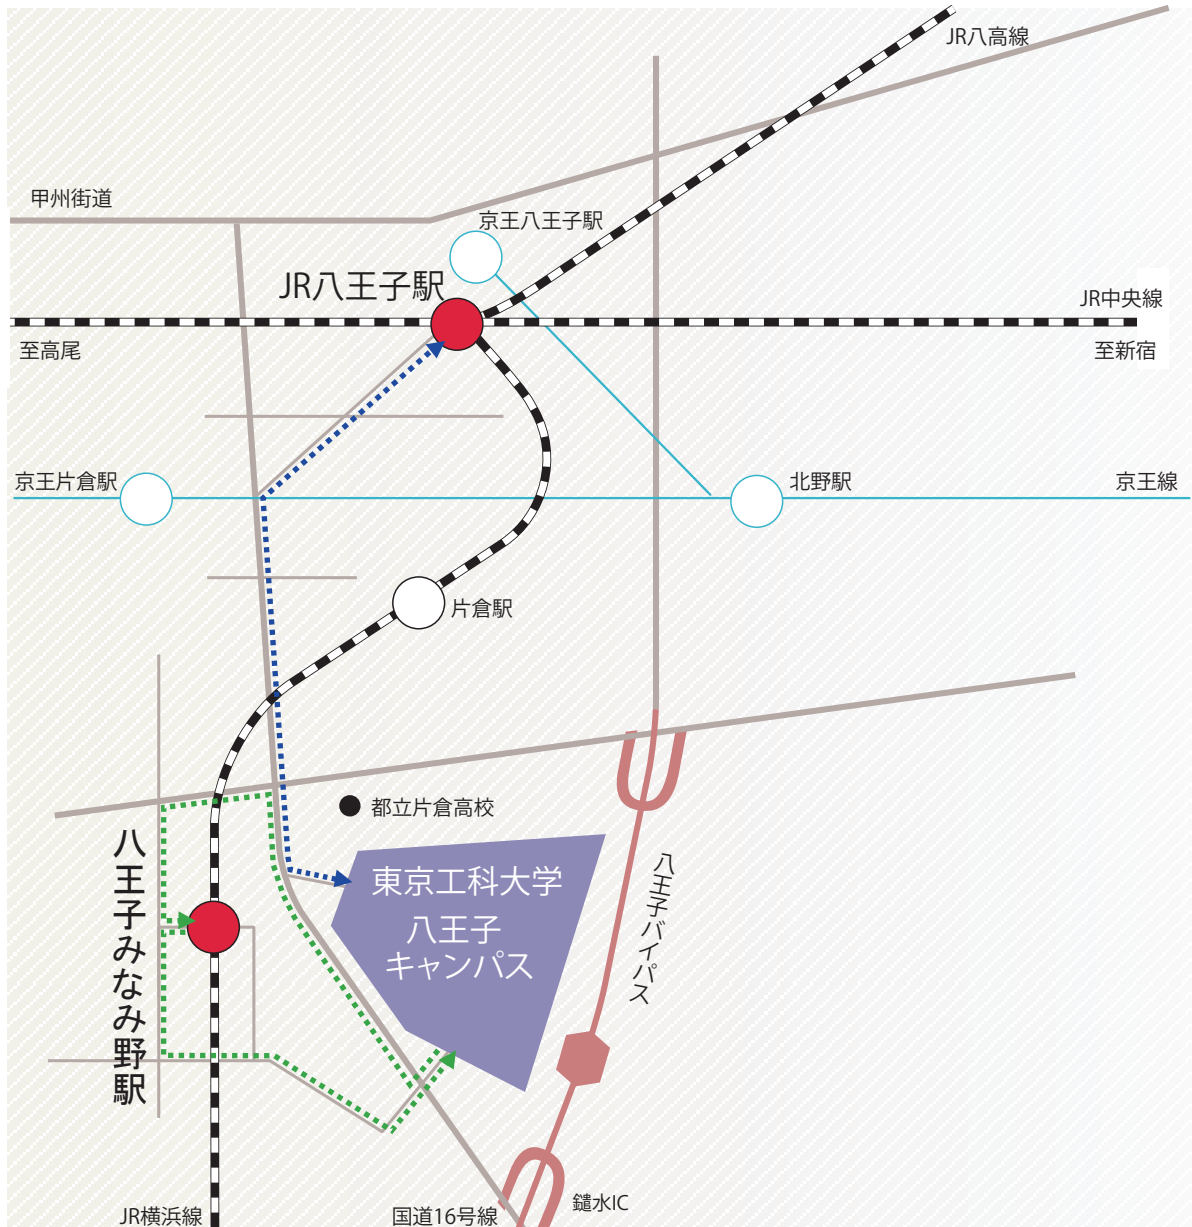 JR八高線
甲州街道
京王八王子駅
JR八王子駅
JR中央線
至高尾
至新宿
京王片倉駅
北野駅
京王線
片倉駅
都立片倉高校
八王子みなみ野駅
東京工科大学
八王子
キャンパス
八王子バイパス
鑓水IC
JR横浜線
国道16号線